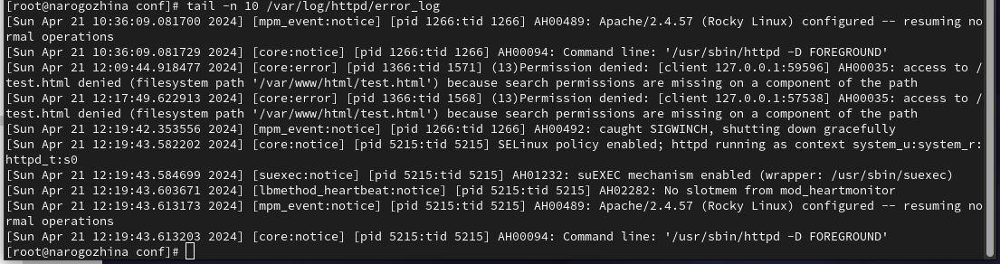 [root@narogozhina conf]# tail -n 10 /var/log/httpd/error_log
[Sun Apr 21 10:36:09.081700 2024] [mpm_event:notice] [pid 1266:tid 1266] AH00489: Apache/2.4.57 (Rocky Linux) configured -- resuming no
rmal operations
[Sun Apr 21 10:36:09.081729 2024] [core:notice] [pid 1266:tid 1266] AH00094: Command line: '/usr/sbin/httpd -D FOREGROUND'
[Sun Apr 21 12:09:44.918477 2024] [core:error] [pid 1366:tid 1571] (13)Permission denied: [client 127.0.0.1:59596] AH00035: access to /
test.html denied (filesystem path '/var/www/html/test.html') because search permissions are missing on a component of the path
[Sun Apr 21 12:17:49.622913 2024] [core:error] [pid 1366:tid 1568] (13)Permission denied: [client 127.0.0.1:57538] AH00035: access to /
test.html denied (filesystem path '/var/www/html/test.html') because search permissions are missing on a component of the path
[Sun Apr 21 12:19:42.353556 2024] [mpm_event:notice] [pid 1266:tid 1266] AH00492: caught SIGWINCH, shutting down gracefully
[Sun Apr 21 12:19:43.582202 2024] [core:notice] [pid 5215:tid 5215] SELinux policy enabled; httpd running as context system_u:system_r:
httpd_t:s0
[Sun Apr 21 12:19:43.584699 2024] [suexec:notice] [pid 5215:tid 5215] AH01232: suEXEC mechanism enabled (wrapper: /usr/sbin/suexec)
[Sun Apr 21 12:19:43.603671 2024] [lbmethod_heartbeat:notice] [pid 5215:tid 5215] AH02282: No slotmem from mod_heartmonitor
[Sun Apr 21 12:19:43.613173 2024] [mpm_event:notice] [pid 5215:tid 5215] AH00489: Apache/2.4.57 (Rocky Linux) configured -- resuming no
rmal operations
[Sun Apr 21 12:19:43.613203 2024] [core:notice] [pid 5215:tid 5215] AH00094: Command line: '/usr/sbin/httpd -D FOREGROUND'
[root@narogozhina conf]#